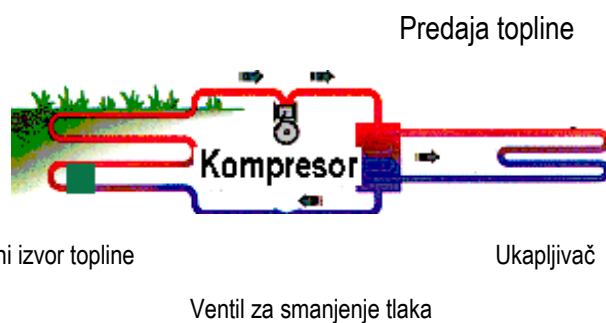 Predaja topline
Kompresor
izvor topline
Ukapljivač
Ventil za smanjenje tlaka